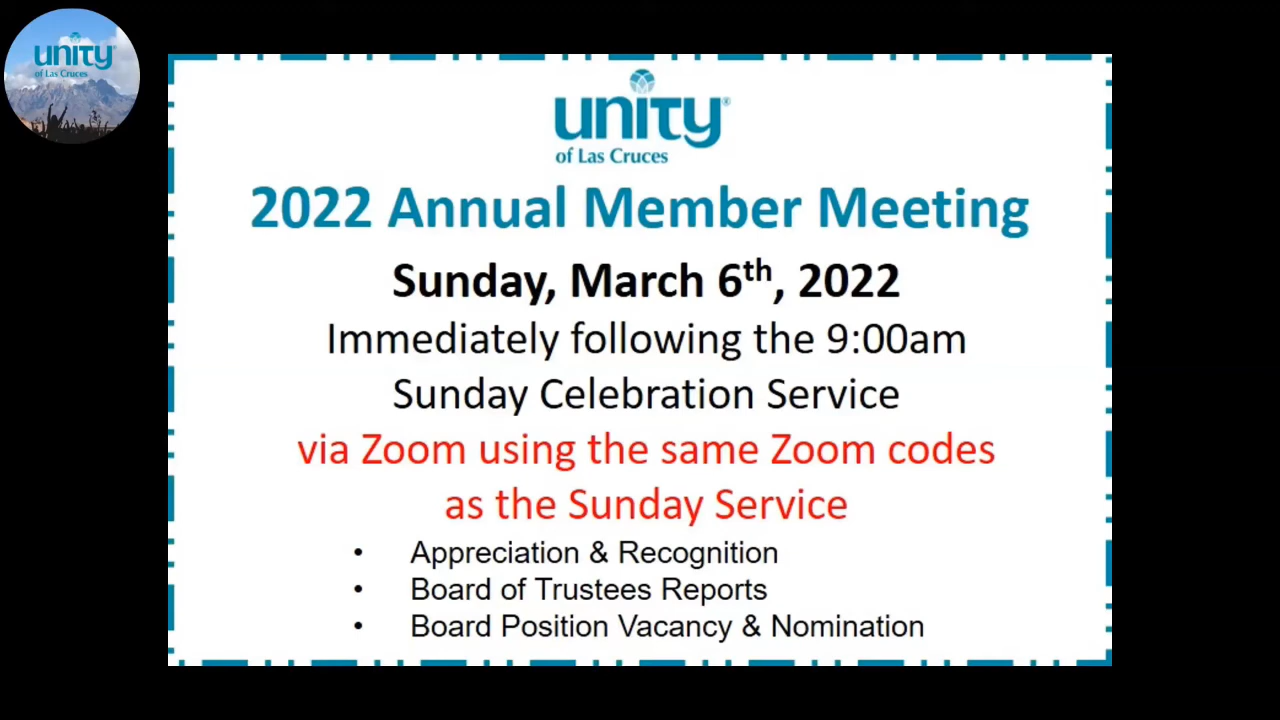 unity
of Las Cruces
unity®
of Las Cruces
2022 Annual Member Meeting
Sunday, March 6th, 2022
Immediately following the 9:00am
Sunday Celebration Service
via Zoom using the same Zoom codes
as the Sunday Service
• Appreciation & Recognition
• Board of Trustees Reports
• Board Position Vacancy & Nomination